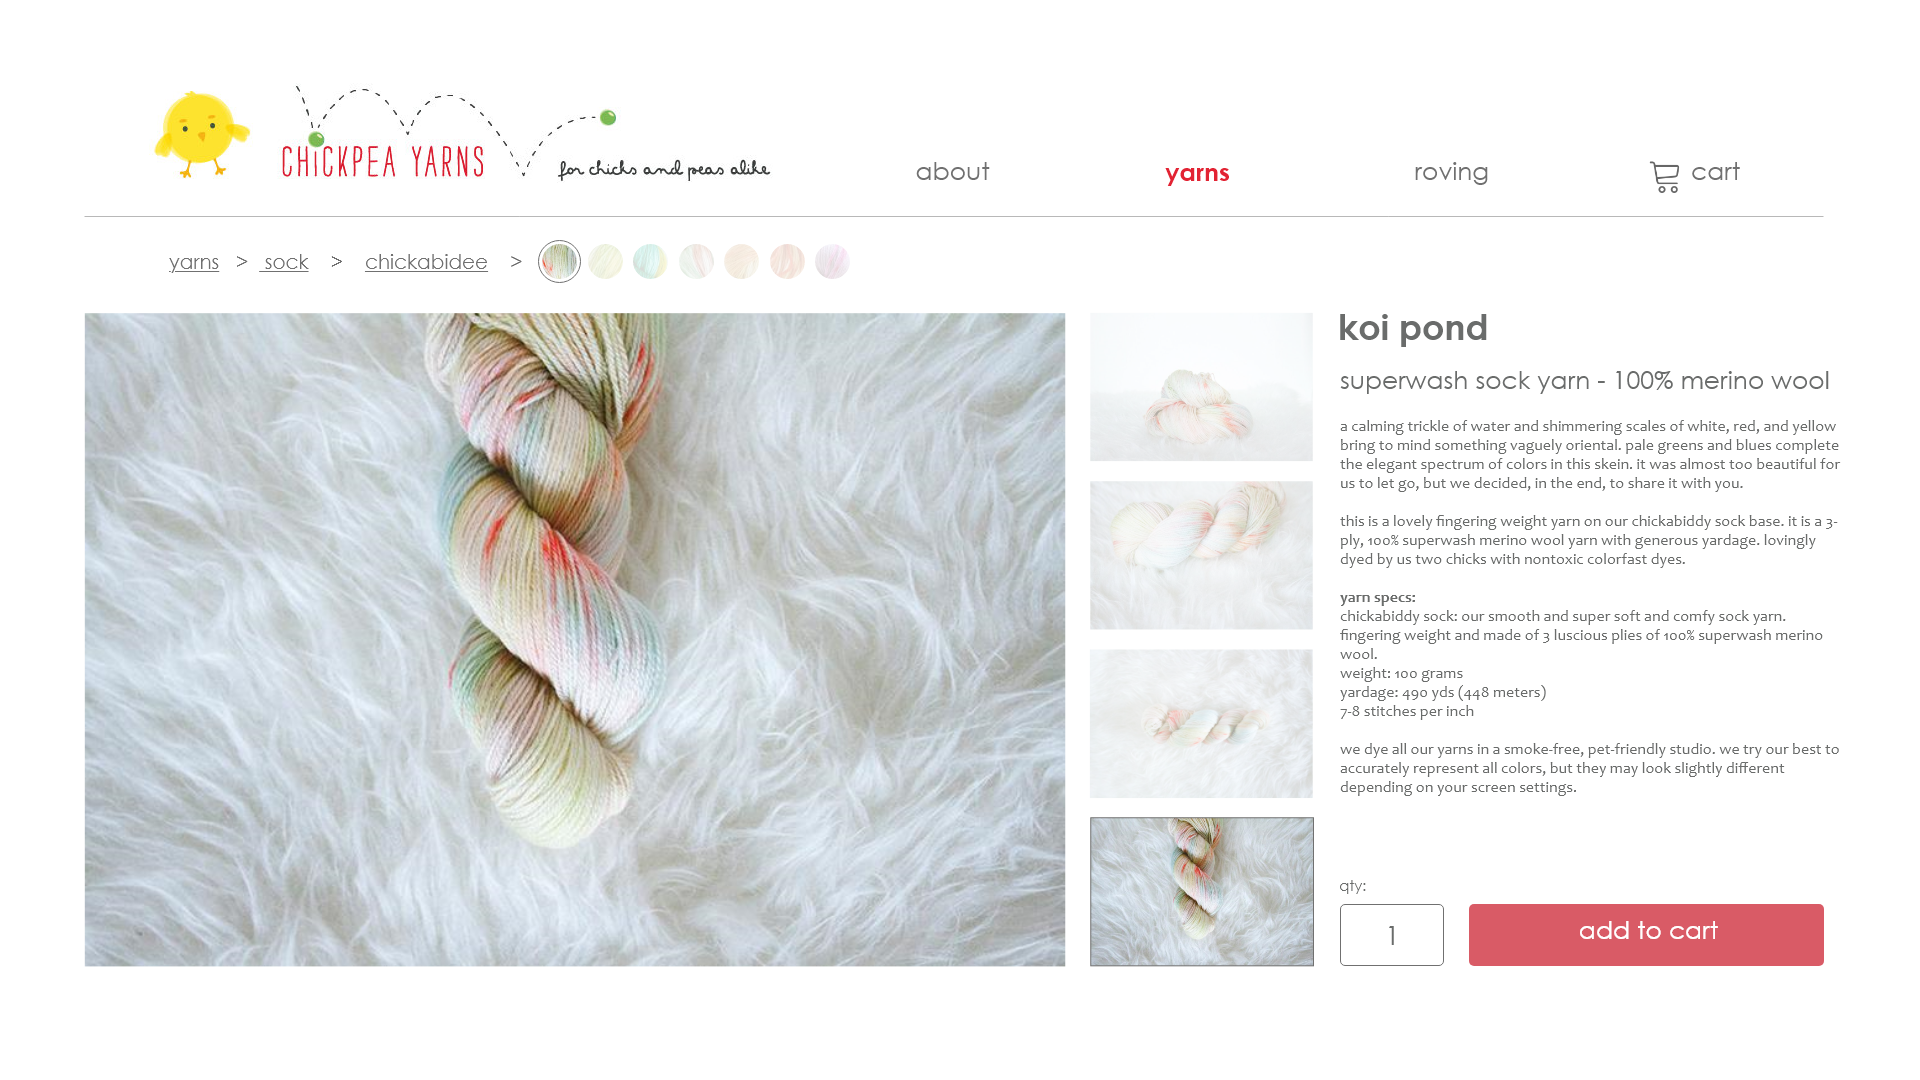 CHICKPEA YARNS
for chicks and peas alike
about
yarns
roving
cart
yarns > sock > chickabidee >
koi pond
superwash sock yarn - 100% merino wool
a calming trickle of water and shimmering scales of white, red, and yellow
bring to mind something vaguely oriental. pale greens and blues complete
the elegant spectrum of colors in this skein. it was almost too beautiful for
us to let go, but we decided, in the end, to share it with you.
this is a lovely fingering weight yarn on our chickabiddy sock base. it is a 3-
ply, 100% superwash merino wool yarn with generous yardage. lovingly
dyed by us two chicks with nontoxic colorfast dyes.
yarn specs:
chickabiddy sock: our smooth and super soft and comfy sock yarn.
fingering weight and made of 3 luscious plies of 100% superwash merino
wool.
weight: 100 grams
yardage: 490 yds (448 meters)
7-8 stitches per inch
we dye all our yarns in a smoke-free, pet-friendly studio. we try our best to
accurately represent all colors, but they may look slightly different
depending on your screen settings.
qty:
1
add to cart